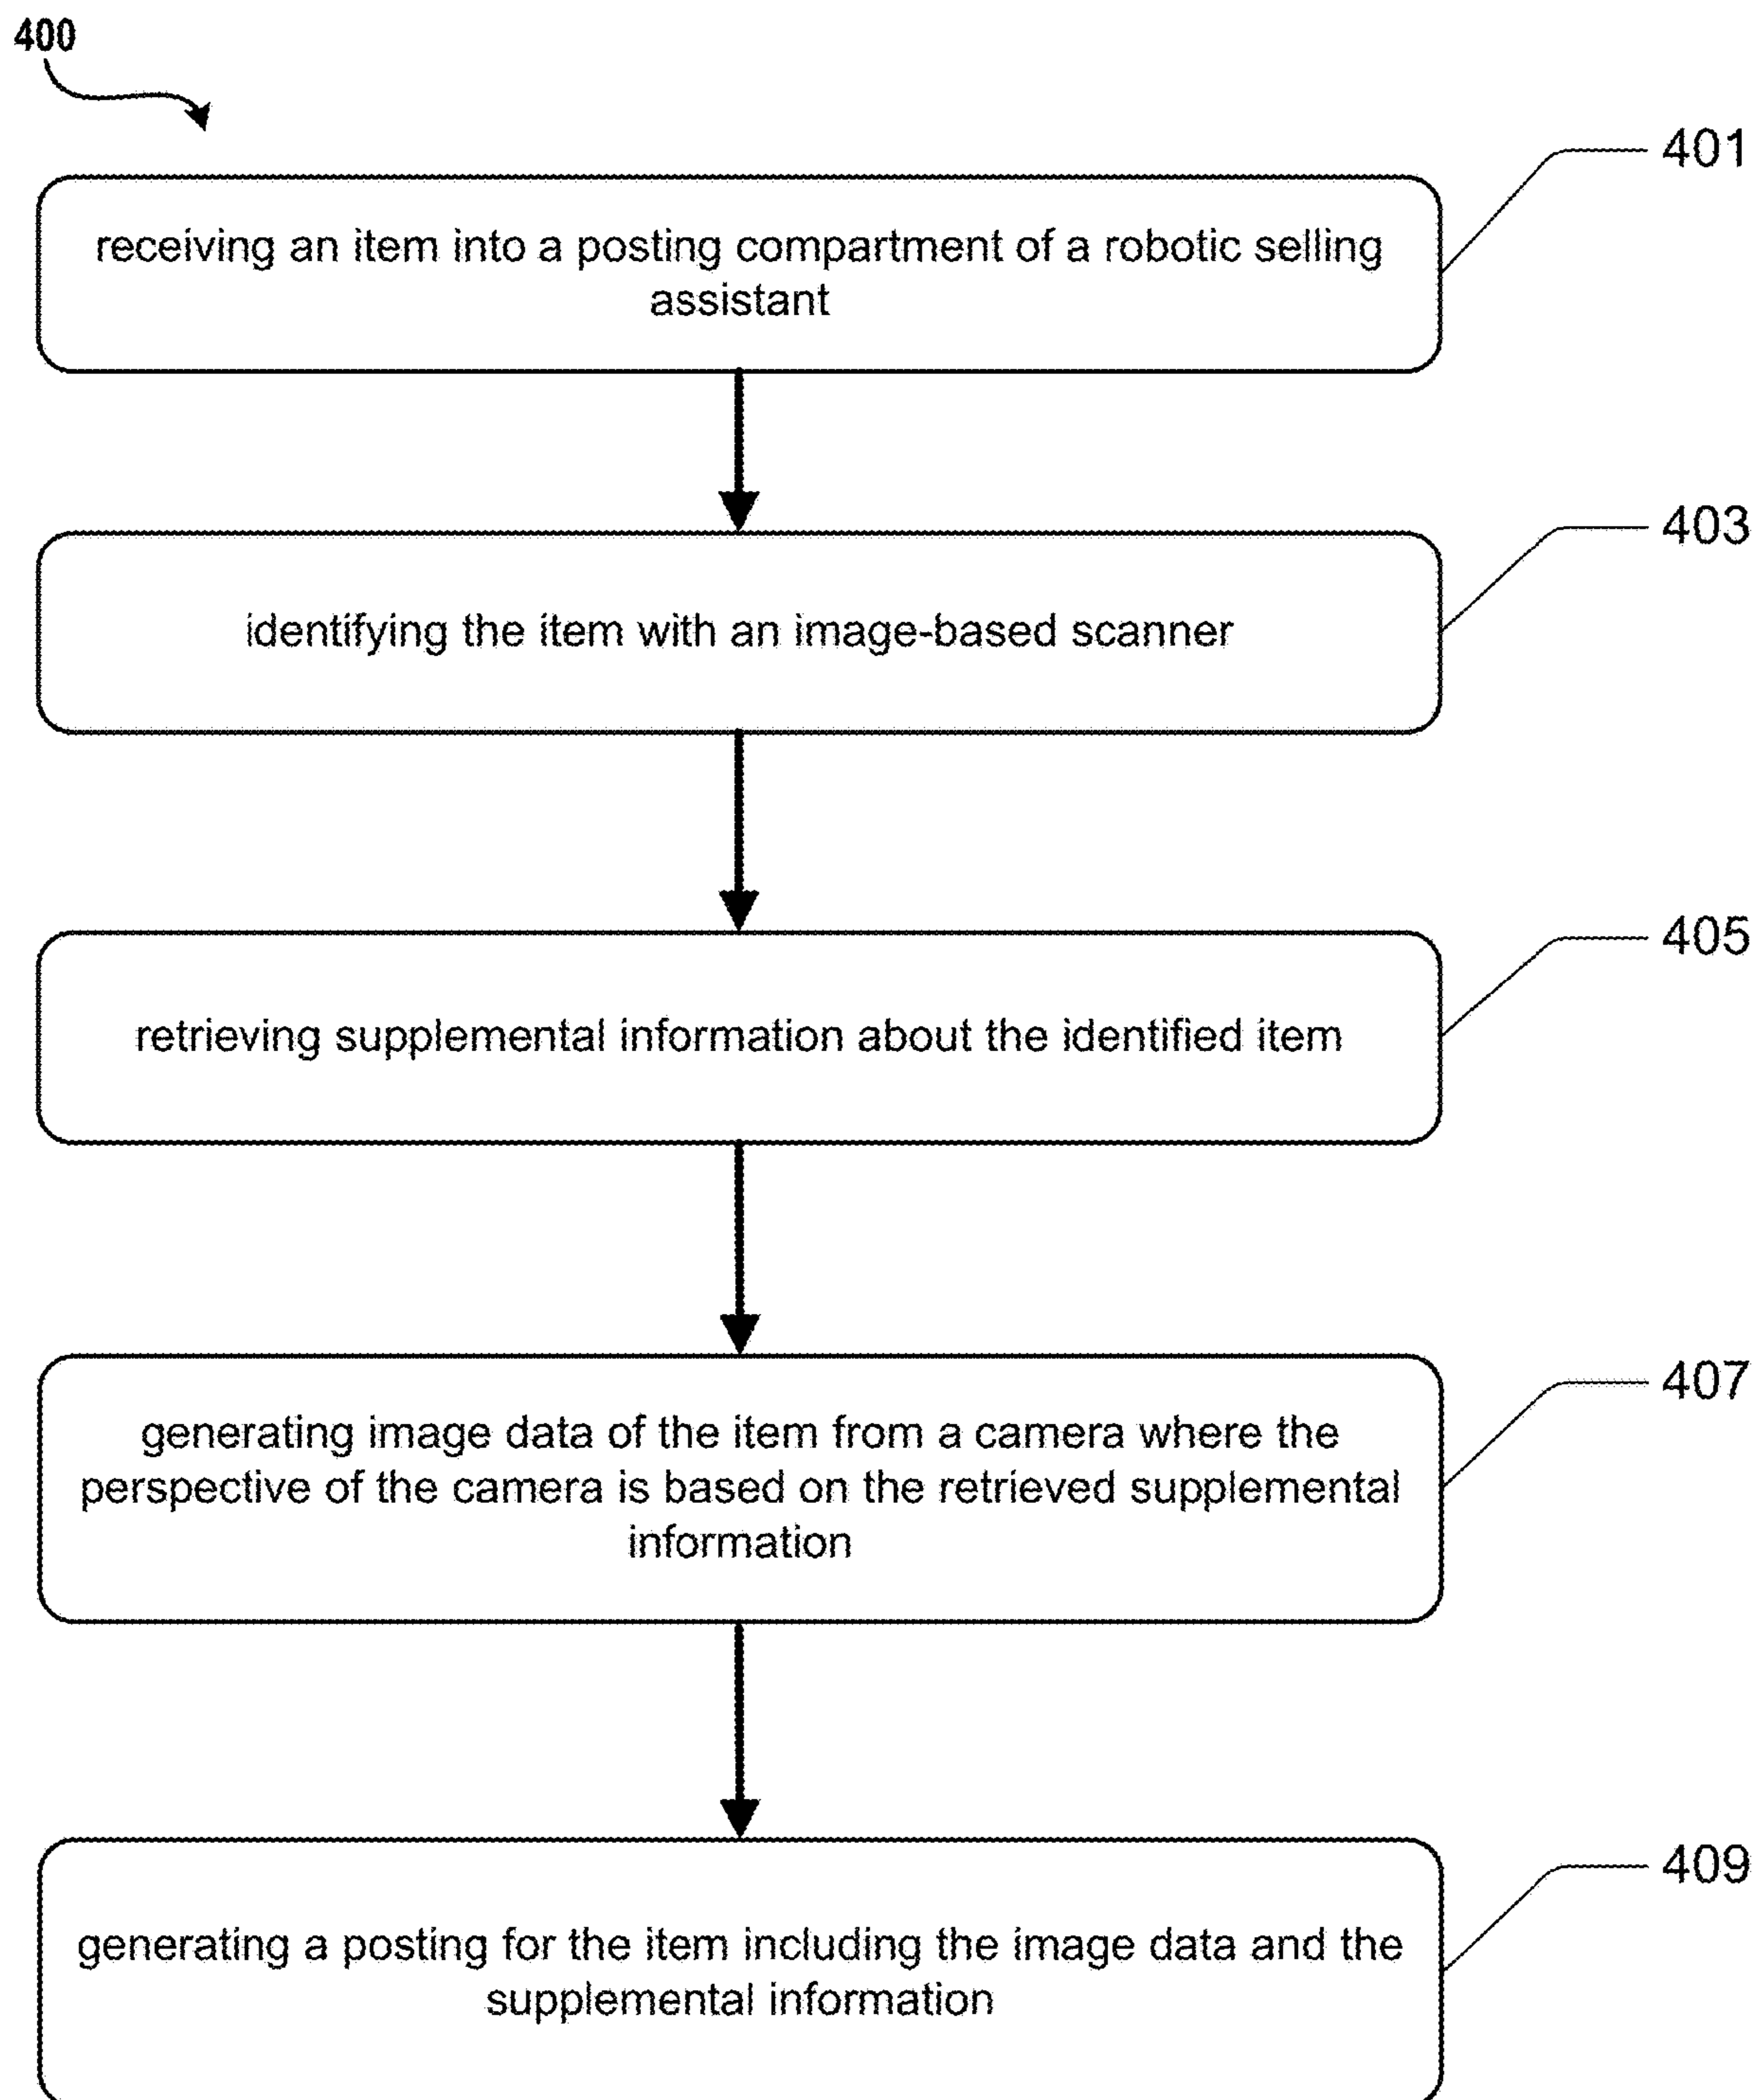 400
401
receiving an item into a posting compartment of a robotic selling
assistant
403
identifying the item with an image-based scanner
405
retrieving supplemental information about the identified item
407
generating image data of the item from a camera where the
perspective of the camera is based on the retrieved supplemental
information
409
generating a posting for the item including the image data and the
supplemental information